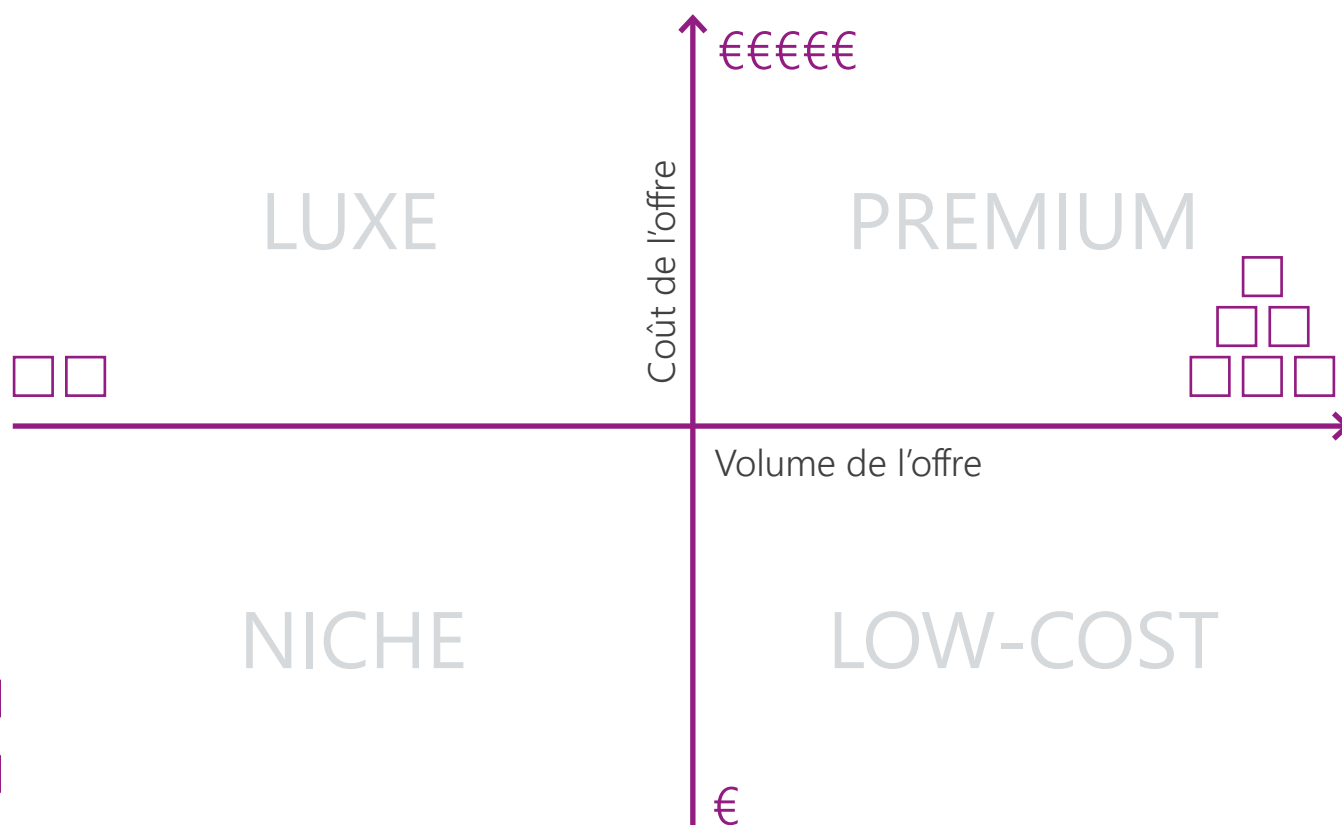 €€€€€
Coût de l'offre
LUXE
PREMIUM
Volume de l'offre
NICHE
LOW-COST
€